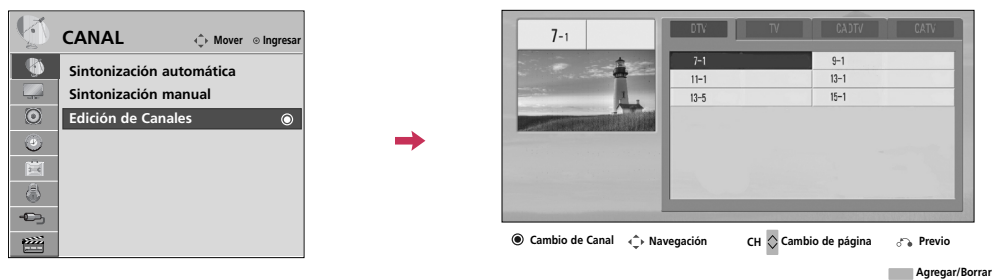 CANAL
Mover
Ingresar
Sintonización automática
Sintonización manual
Edición de Canales
7-1
DTV TV CADTV CATV
7-1 9-1
11-1 13-1
13-5 15-1
Cambio de Canal Navegación CH Cambio de página Previo
Agregar/Borrar